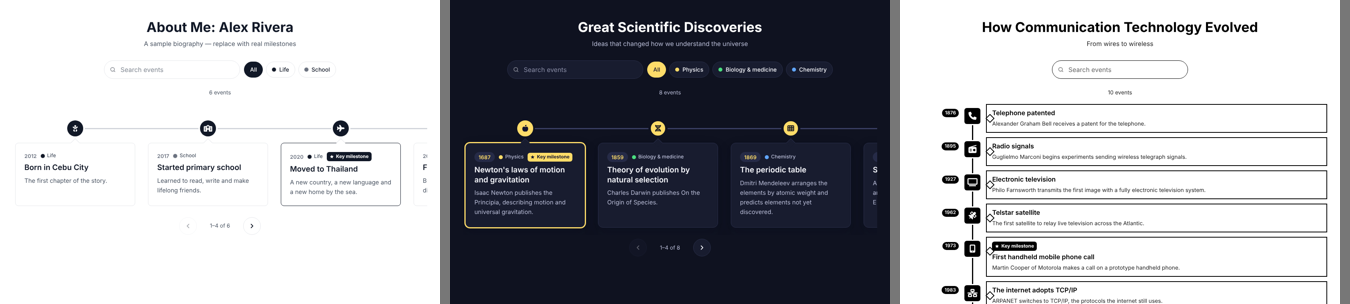 About Me: Alex Rivera
A sample biography — replace with real milestones
Search events
All
Life
School
6 events
2012 Life
Born in Cebu City
The first chapter of the story.
2017 School
Started primary school
Learned to read, write and make
lifelong friends.
2020 Life Key milestone
Moved to Thailand
A new country, a new language and
a new home by the sea.
1–4 of 6
Great Scientific Discoveries
Ideas that changed how we understand the universe
Search events
All
Physics
Biology & medicine
Chemistry
8 events
1687 Physics Key milestone
Newton's laws of motion
and gravitation
Isaac Newton publishes the
Principia, describing motion and
universal gravitation.
1859 Biology & medicine
Theory of evolution by
natural selection
Charles Darwin publishes On the
Origin of Species.
1869 Chemistry
The periodic table
Dmitri Mendeleev arranges the
elements by atomic weight and
predicts elements not yet
discovered.
1–4 of 8
How Communication Technology Evolved
From wires to wireless
Search events
10 events
1876
Telephone patented
Alexander Graham Bell receives a patent for the telephone.
1895
Radio signals
Guglielmo Marconi begins experiments sending wireless telegraph signals.
1927
Electronic television
Philo Farnsworth transmits the first image with a fully electronic television system.
1962
Telstar satellite
The first satellite to relay live television across the Atlantic.
1973
Key milestone
First handheld mobile phone call
Martin Cooper of Motorola makes a call on a prototype handheld phone.
1983
The internet adopts TCP/IP
ARPANET switches to TCP/IP, the protocols the internet still uses.